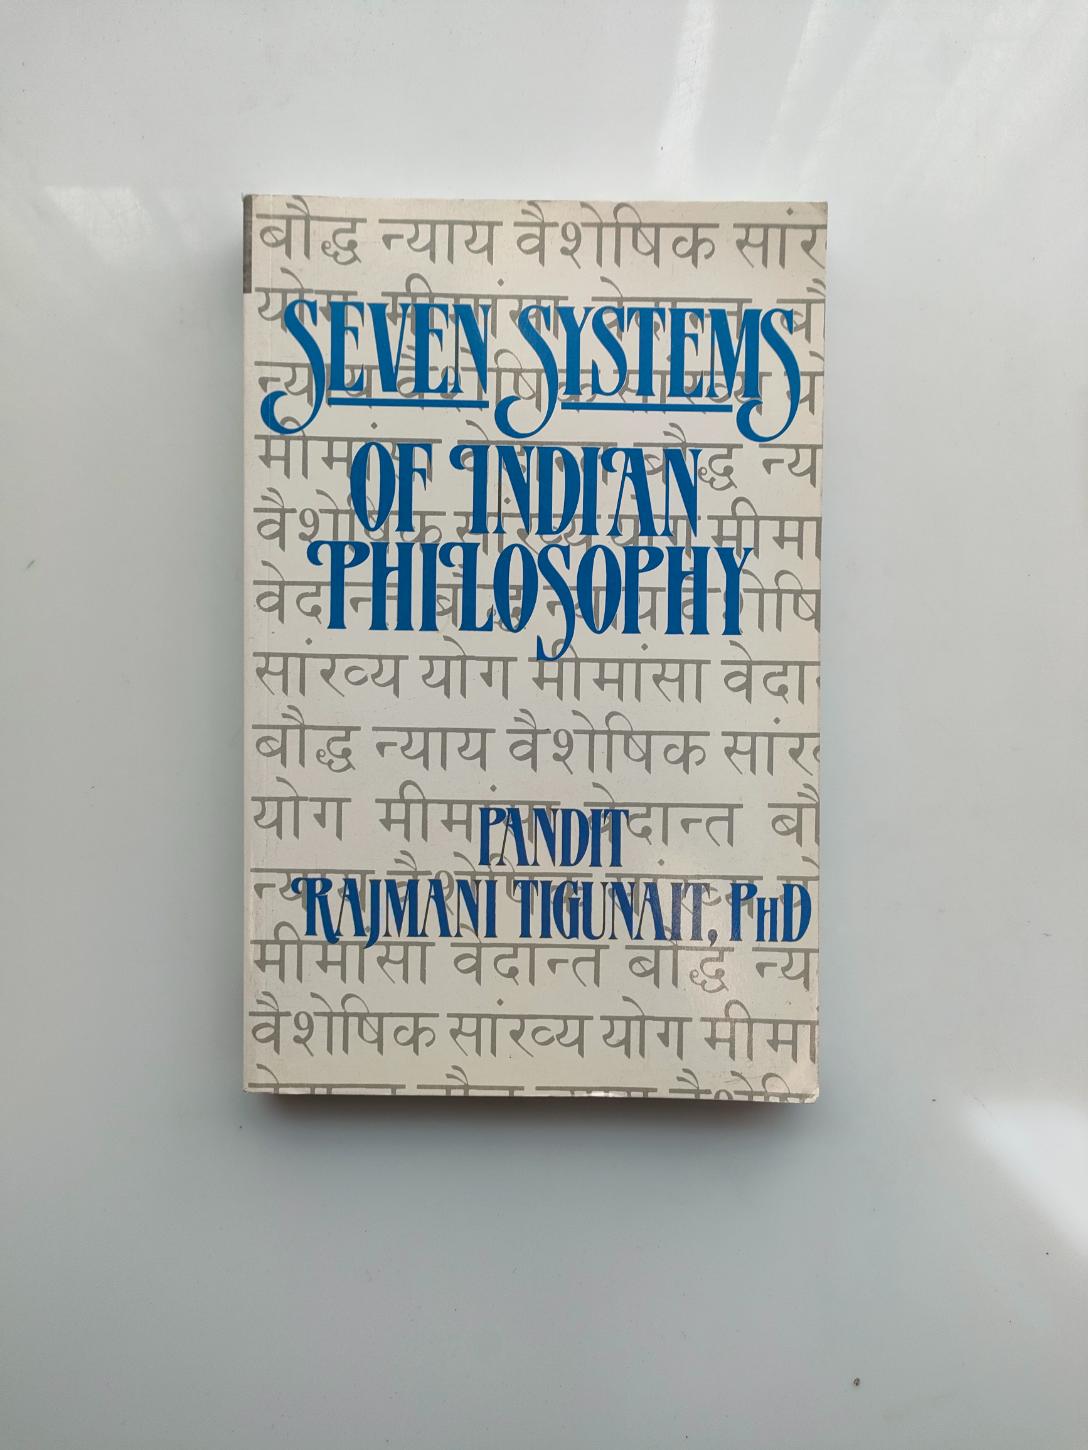 बौद्ध न्याय वैशेषिक सांख
योग मीमांसा वेदान्त बौ
SEVEN SYSTEMS
न्याय वैशेषिक सांख्य यो
मीमांसा वेदान्त बौद्ध न्य
OF INDIAN
वैशेषिक सांख्य योग मीमां
PHILOSOPHY
वेदान्त बौद्ध न्याय वैशेषि
सांख्य योग मीमांसा वेदा
बौद्ध न्याय वैशेषिक सांख
योग मीमांसा वेदान्त बौ
PANDIT
न्याय वैशेषिक सांख्य यो
RAJMANI TIGUNAIT, PHD
मीमांसा वेदान्त बौद्ध न्य
वैशेषिक सांख्य योग मीमां